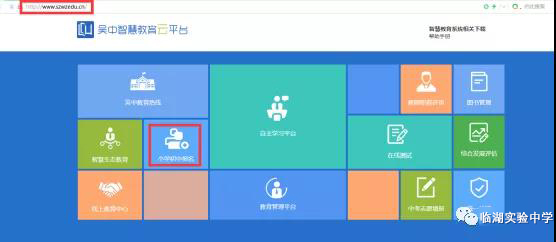 http://www.szwzedu.cn/
吴中智慧教育云平台
智慧教育系统相关下载
帮助手册
吴中教育热线
自主学习平台
教师职称评价
图书管理
智慧生态教育
小学初中报名
在线测试
综合发展评估
线上教育中心
教育管理平台
中考志愿填报
临湖实验中学